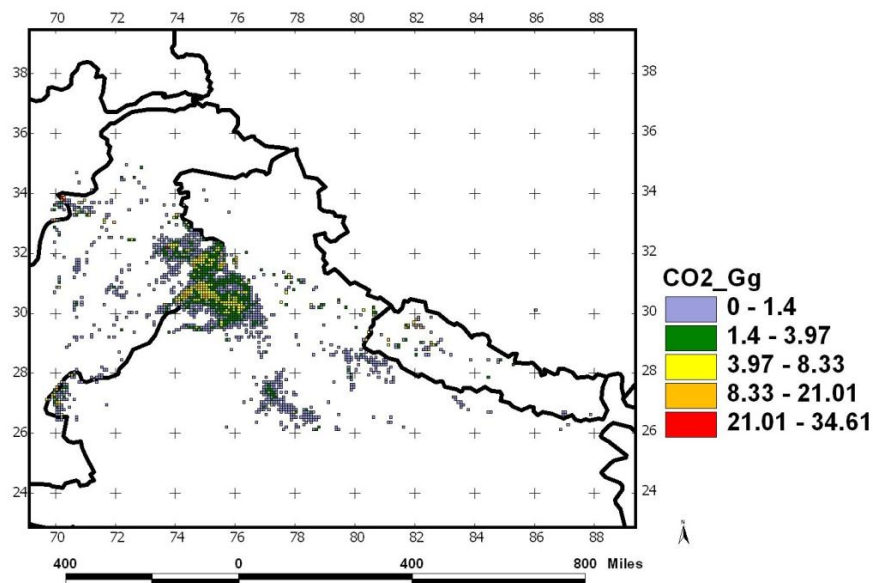 70 72 74 76 78 80 82 84 86 88
38 38
36 36
34 34
32 32
30 30
28 28
26 26
24 24
70 72 74 76 78 80 82 84 86 88
CO2_Gg
0 - 1.4
1.4 - 3.97
3.97 - 8.33
8.33 - 21.01
21.01 - 34.61
N
400 0 400 800 Miles